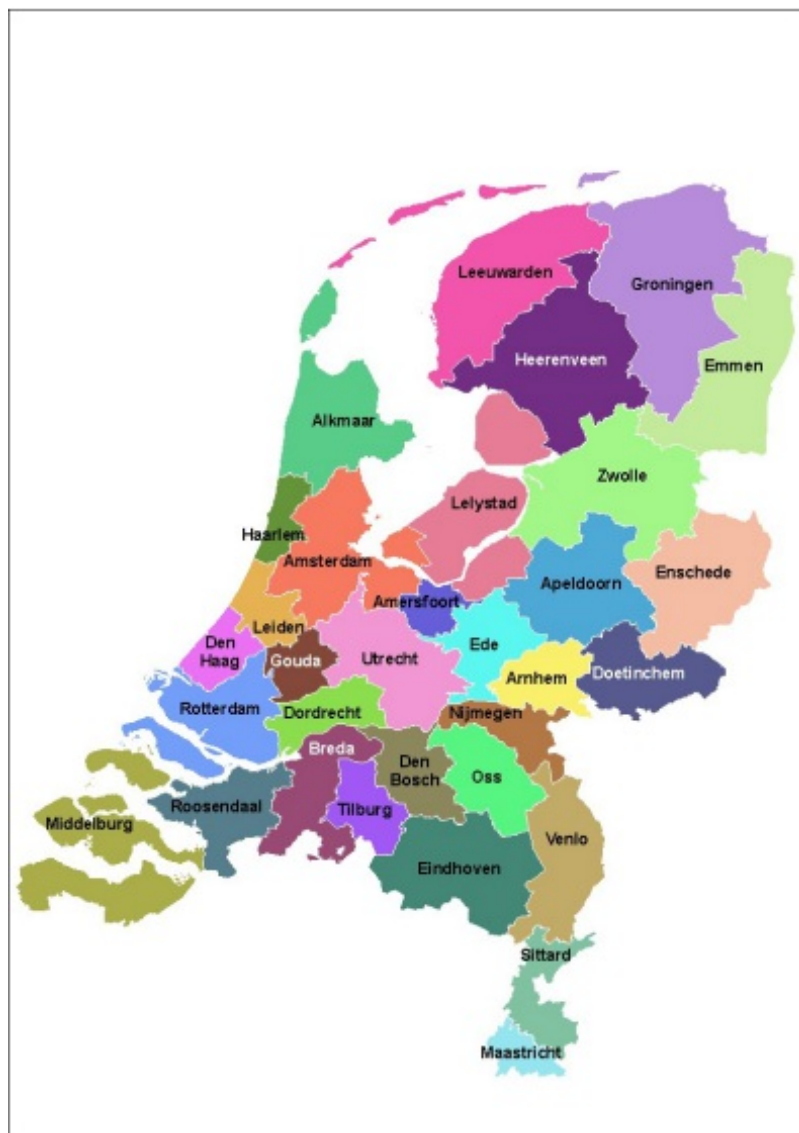 Leeuwarden
Groningen
Heerenveen
Emmen
Alkmaar
Zwolle
Lelystad
Haarlem
Amsterdam
Enschede
Apeldoorn
Amersfoort
Leiden
Den
Haag
Gouda
Utrecht
Ede
Arnhem
Doetinchem
Rotterdam
Dordrecht
Nijmegen
Breda
Den
Bosch
Oss
Roosendaal
Tilburg
Middelburg
Venlo
Eindhoven
Sittard
Maastricht